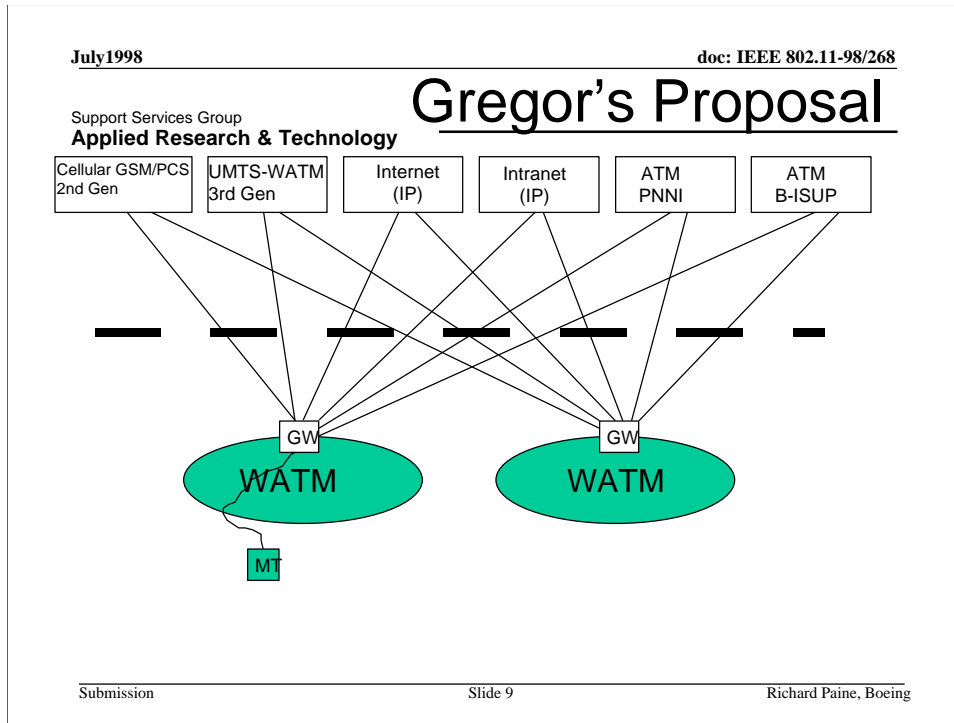 July1998 doc: IEEE 802.11-98/268
Gregor's Proposal
Support Services Group
Applied Research & Technology
Cellular GSM/PCS
2nd Gen
UMTS-WATM
3rd Gen
Internet
(IP)
Intranet
(IP)
ATM
PNNI
ATM
B-ISUP
GW
GW
WATM
WATM
MT
Submission Slide 9 Richard Paine, Boeing